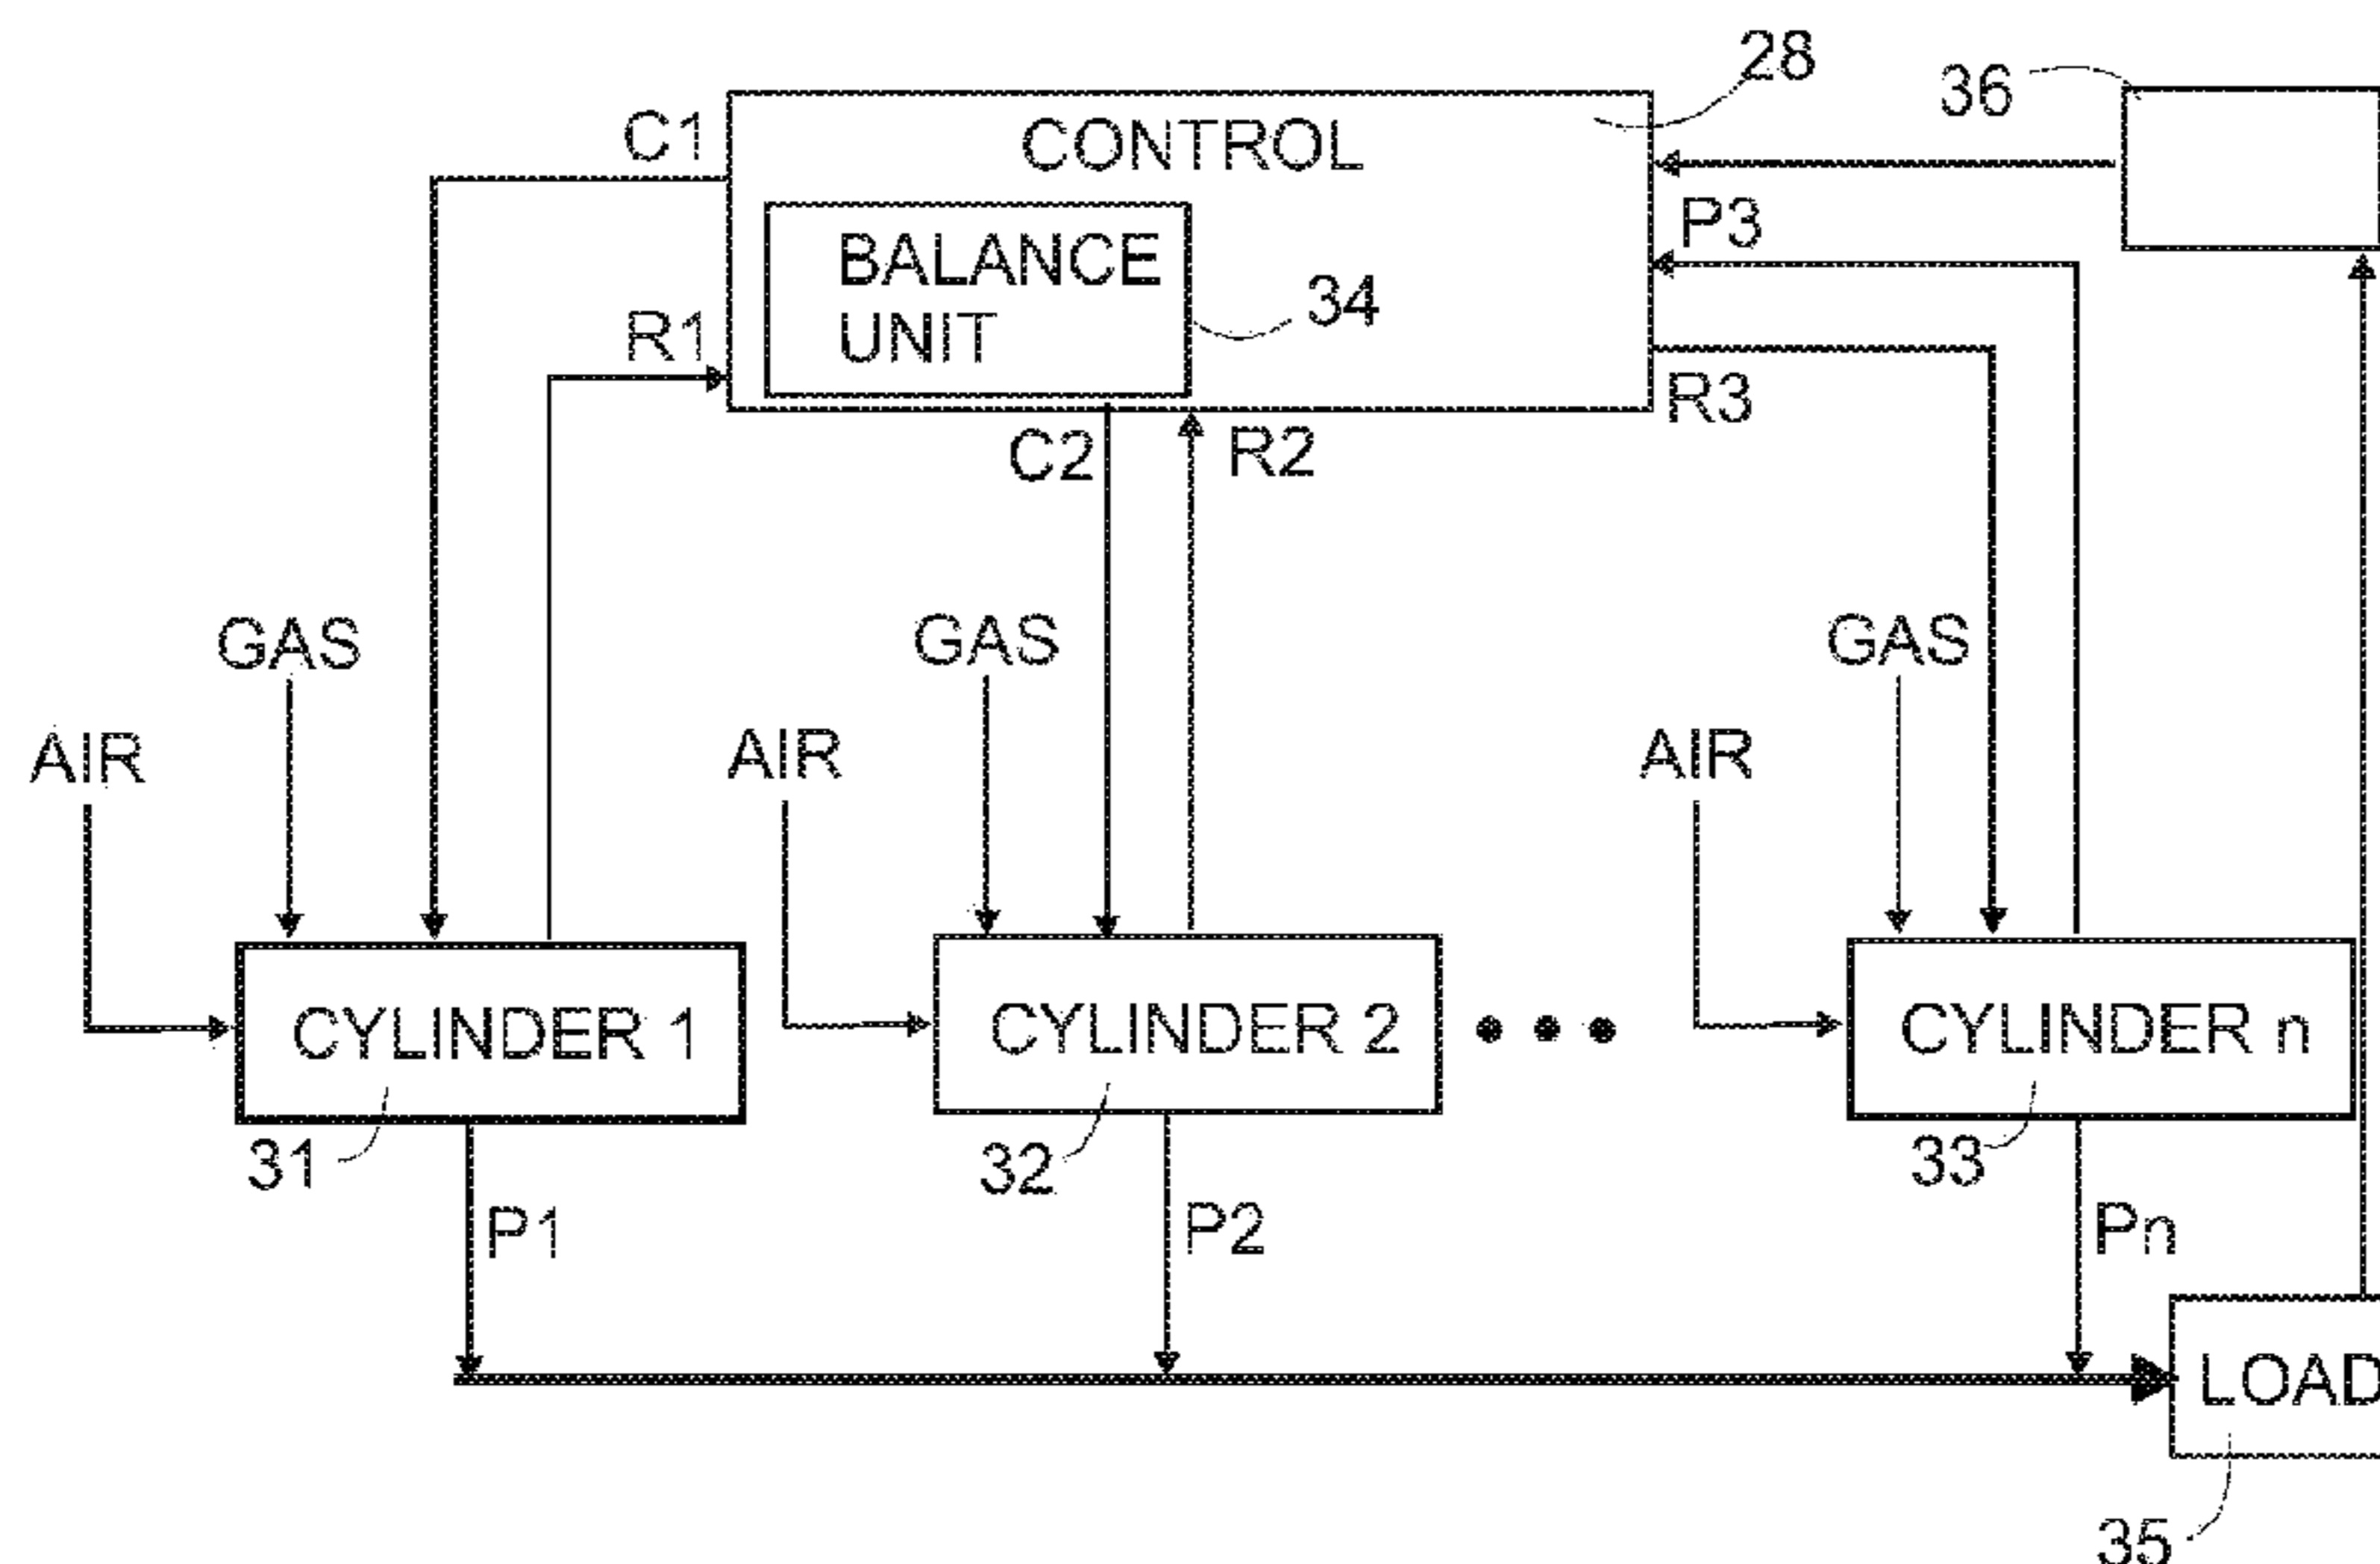 28
36
C1
CONTROL
P3
BALANCE
UNIT
34
R1
R3
C2
R2
GAS
GAS
GAS
AIR
AIR
AIR
CYLINDER 1
CYLINDER 2
CYLINDER n
31
32
33
P1
P2
Pn
LOAD
35